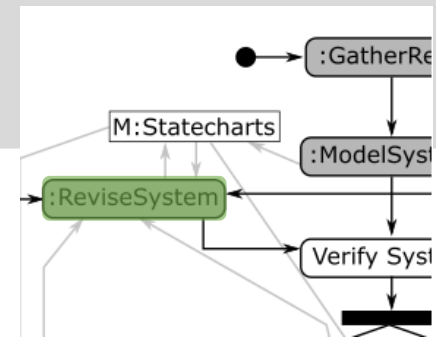 :GatherRe
M:Statecharts
:ModelSyst
:ReviseSystem
Verify Syst